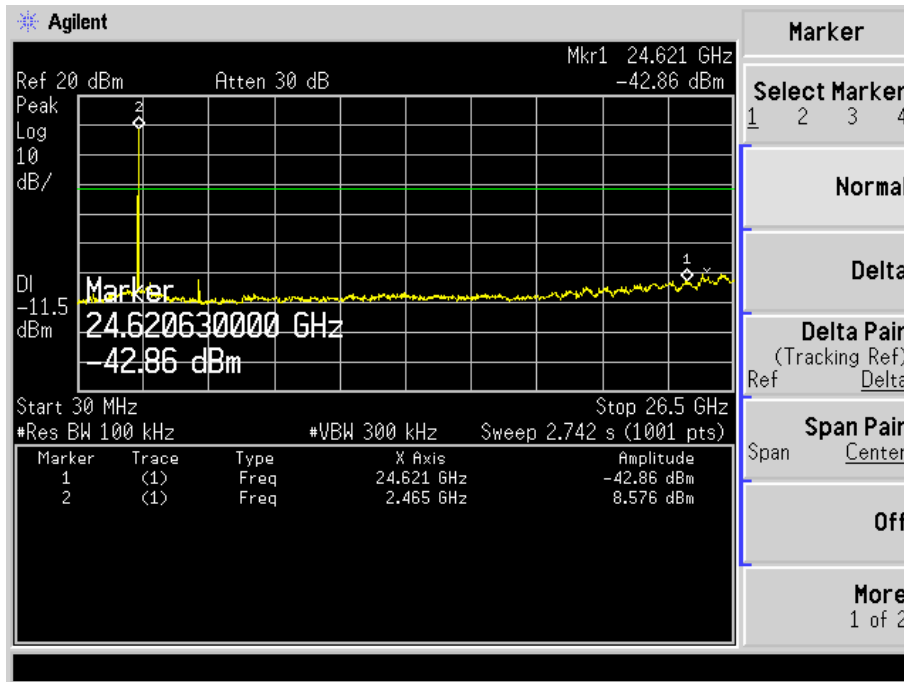 Agilent
Mkr1 24.621 GHz
Ref 20 dBm Atten 30 dB -42.86 dBm
Peak
Log
10
dB/
2
1
DI
-11.5
dBm
Marker
24.620630000 GHz
-42.86 dBm
Start 30 MHz Stop 26.5 GHz
#Res BW 100 kHz #VBW 300 kHz Sweep 2.742 s (1001 pts)
Marker Trace Type X Axis Amplitude
1 (1) Freq 24.621 GHz -42.86 dBm
2 (1) Freq 2.465 GHz 8.576 dBm
Marker
Select Marker
1 2 3 4
Normal
Delta
Delta Pair
(Tracking Ref)
Ref Delta
Span Pair
Span Center
Off
More
1 of 2